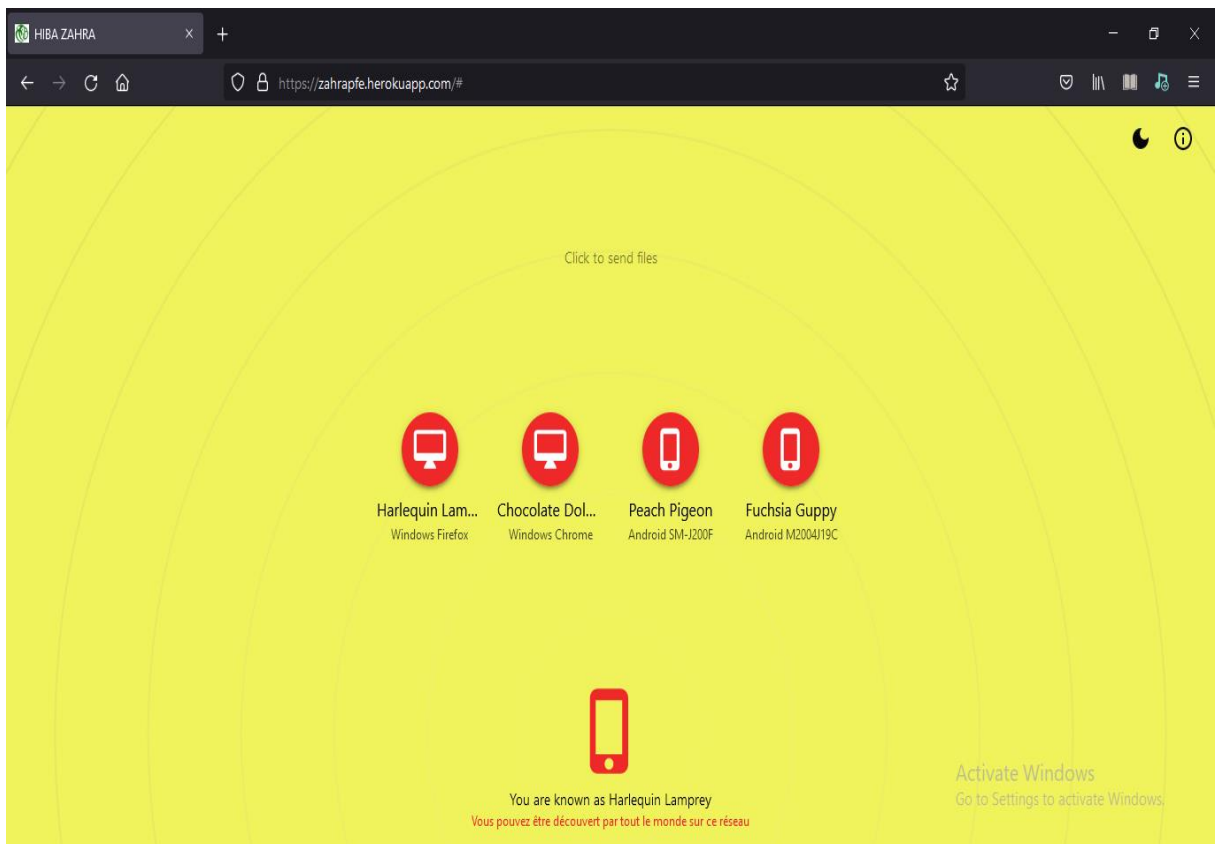 HIBA ZAHRA
https://zahrapfe.herokuapp.com/#
Click to send files
Harlequin Lam...
Windows Firefox
Chocolate Dol...
Windows Chrome
Peach Pigeon
Android SM-J200F
Fuchsia Guppy
Android M2004J19C
You are known as Harlequin Lamprey
Vous pouvez être découvert par tout le monde sur ce réseau
Activate Windows
Go to Settings to activate Windows.